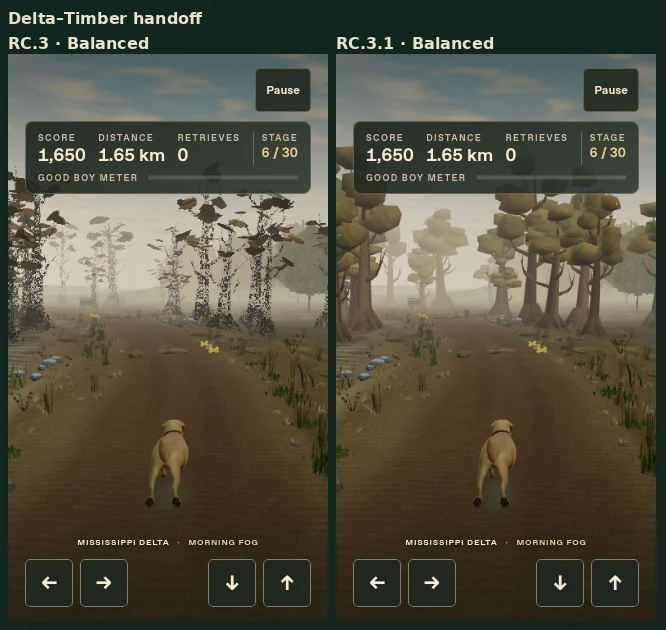 Delta–Timber handoff
RC.3 · Balanced
Pause
SCORE DISTANCE RETRIEVES STAGE
1,650 1.65 km 0 6 / 30
GOOD BOY METER
MISSISSIPPI DELTA · MORNING FOG
← → ↓ ↑
RC.3.1 · Balanced
Pause
SCORE DISTANCE RETRIEVES STAGE
1,650 1.65 km 0 6 / 30
GOOD BOY METER
MISSISSIPPI DELTA · MORNING FOG
← → ↓ ↑